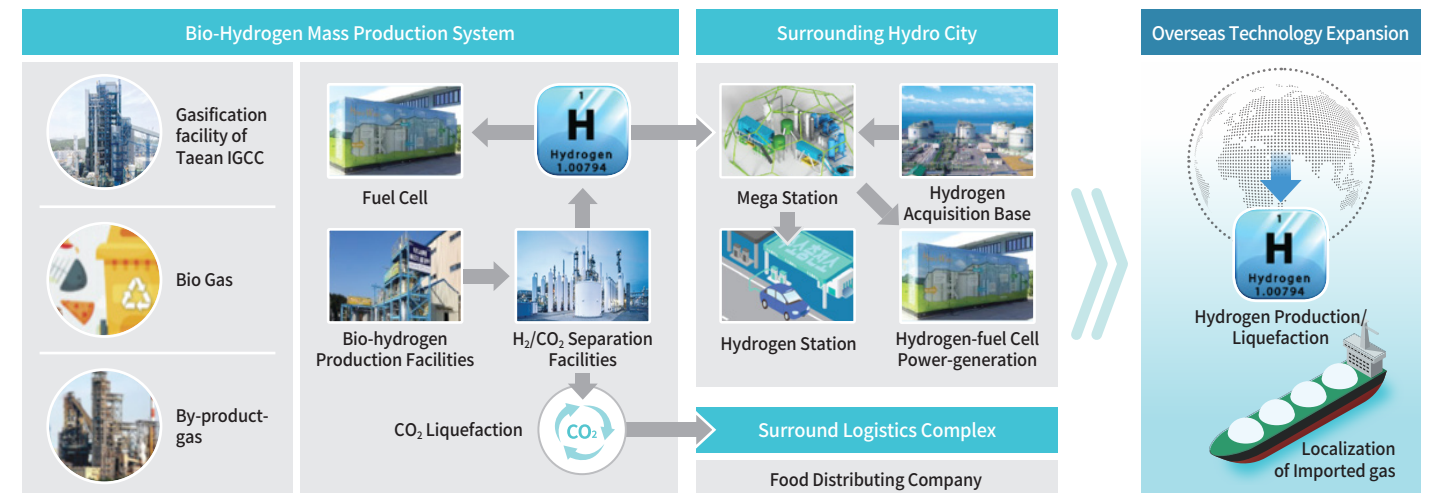 Bio-Hydrogen Mass Production System
Gasification
facility of
Taean IGCC
Bio Gas
By-product-
gas
1
H
Hydrogen
1.00794
Fuel Cell
Bio-hydrogen
Production Facilities
H₂/CO₂ Separation
Facilities
CO₂ Liquefaction
CO₂
Surrounding Hydro City
Mega Station
Hydrogen
Acquisition Base
Hydrogen Station
Hydrogen-fuel Cell
Power-generation
Surround Logistics Complex
Food Distributing Company
Overseas Technology Expansion
1
H
Hydrogen
1.00794
Hydrogen Production/
Liquefaction
Localization
of Imported gas